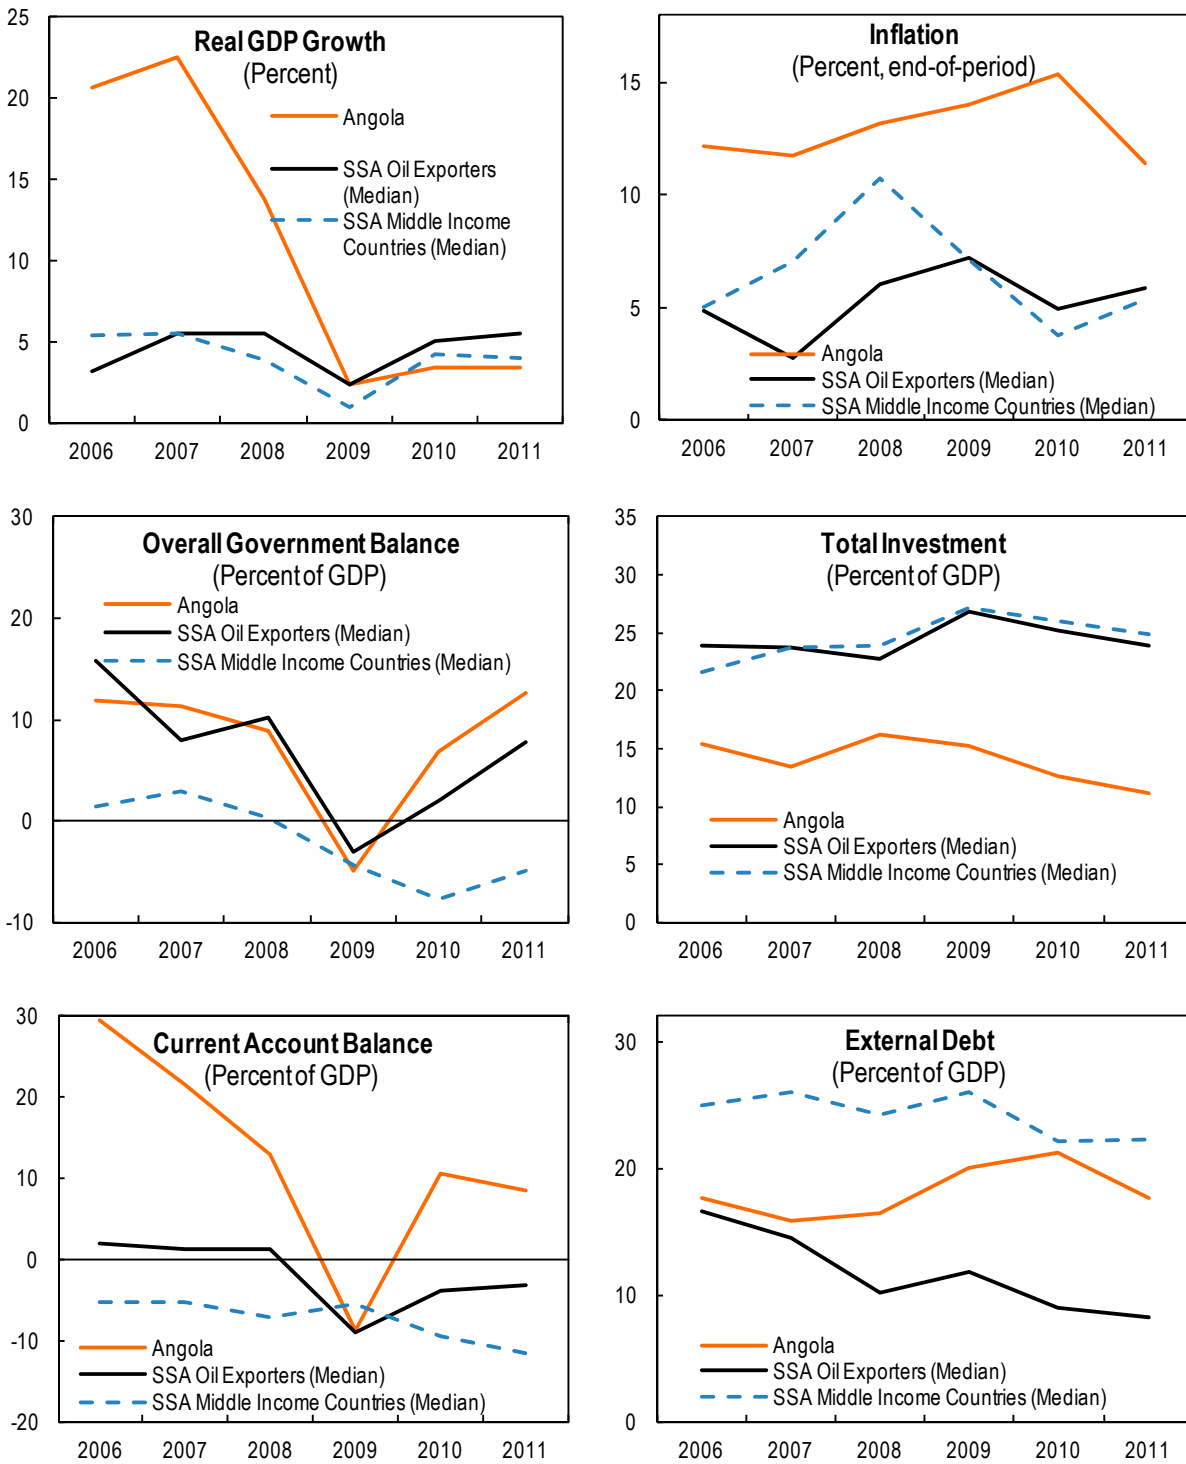 Real GDP Growth
(Percent)
25
20
15
10
5
0
Angola
SSA Oil Exporters
(Median)
SSA Middle Income
Countries (Median)
2006 2007 2008 2009 2010 2011
Inflation
(Percent, end-of-period)
15
10
5
0
Angola
SSA Oil Exporters (Median)
SSA Middle Income Countries (Median)
2006 2007 2008 2009 2010 2011
Overall Government Balance
(Percent of GDP)
30
20
10
0
-10
Angola
SSA Oil Exporters (Median)
SSA Middle Income Countries (Median)
2006 2007 2008 2009 2010 2011
Total Investment
(Percent of GDP)
35
30
25
20
15
10
5
0
Angola
SSA Oil Exporters (Median)
SSA Middle Income Countries (Median)
2006 2007 2008 2009 2010 2011
Current Account Balance
(Percent of GDP)
30
20
10
0
-10
-20
Angola
SSA Oil Exporters (Median)
SSA Middle Income Countries (Median)
2006 2007 2008 2009 2010 2011
External Debt
(Percent of GDP)
30
20
10
0
Angola
SSA Oil Exporters (Median)
SSA Middle Income Countries (Median)
2006 2007 2008 2009 2010 2011